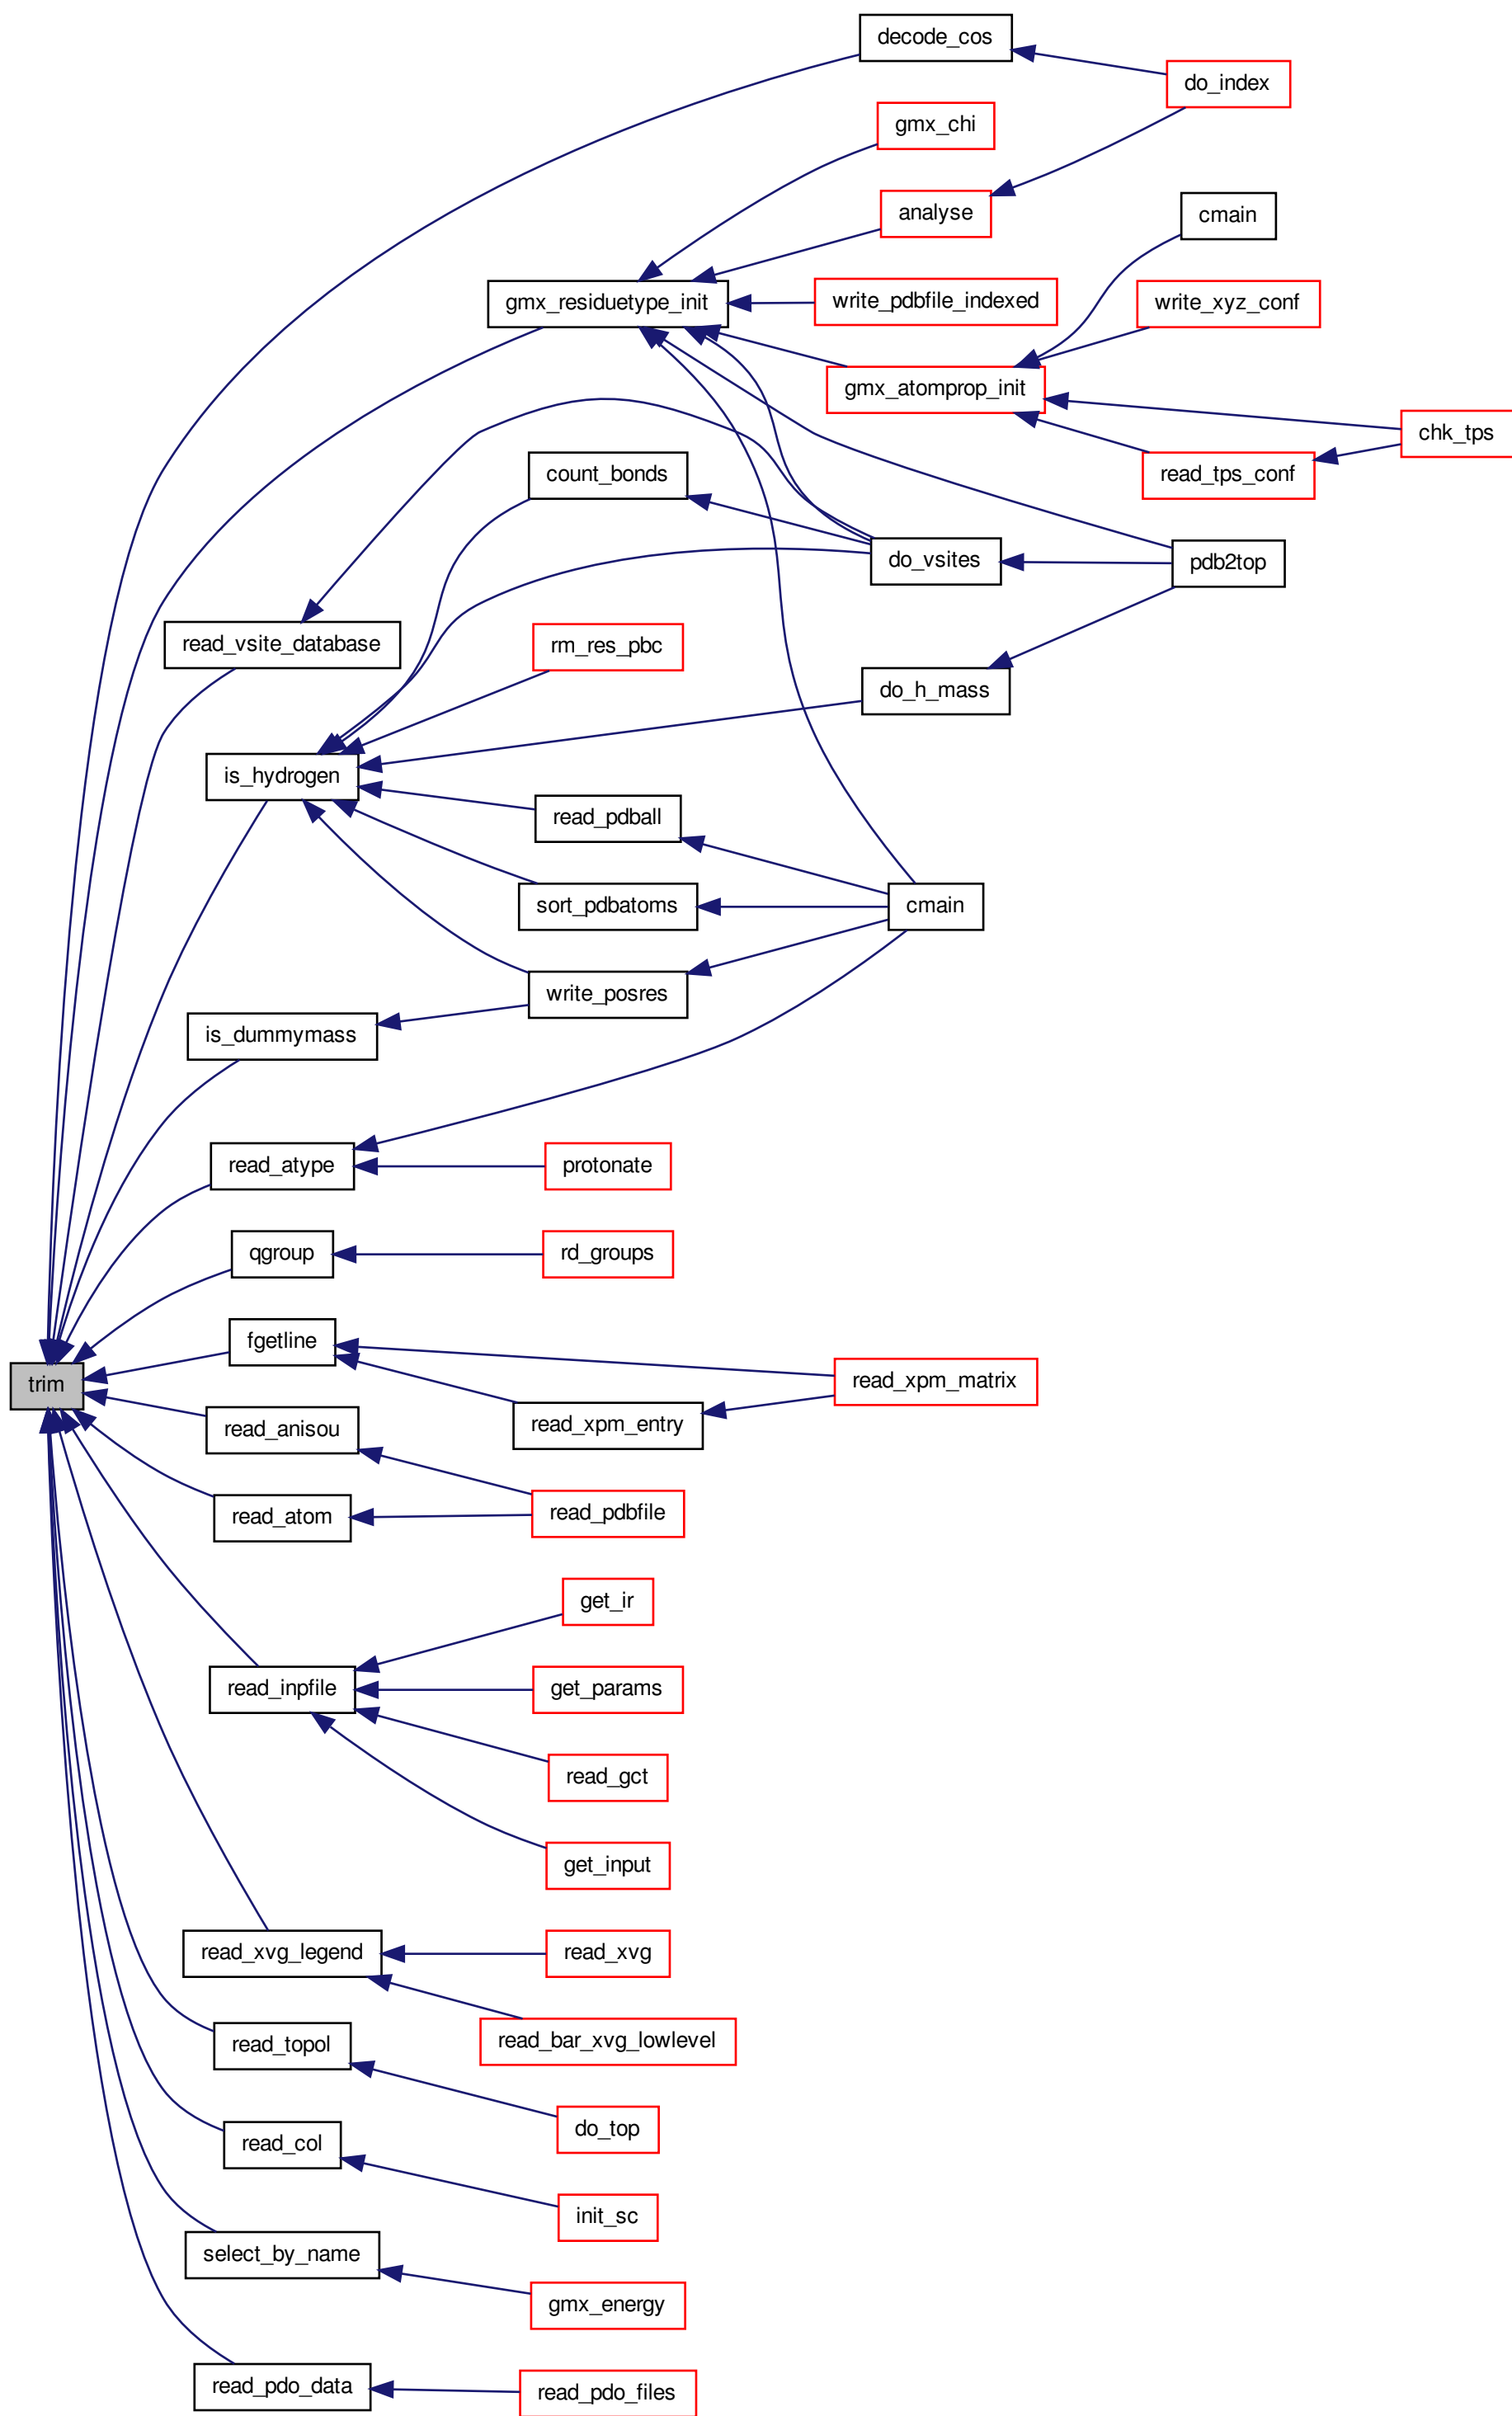 decode_cos
do_index
gmx_chi
analyse
cmain
gmx_residuetype_init
write_pdbfile_indexed
write_xyz_conf
gmx_atomprop_init
chk_tps
count_bonds
read_tps_conf
do_vsites
pdb2top
read_vsite_database
rm_res_pbc
do_h_mass
is_hydrogen
read_pdball
sort_pdbatoms
cmain
write_posres
is_dummymass
read_atype
protonate
qgroup
rd_groups
fgetline
trim
read_xpm_matrix
read_anisou
read_xpm_entry
read_atom
read_pdbfile
get_ir
read_inpfile
get_params
read_gct
get_input
read_xvg_legend
read_xvg
read_bar_xvg_lowlevel
read_topol
do_top
read_col
init_sc
select_by_name
gmx_energy
read_pdo_data
read_pdo_files